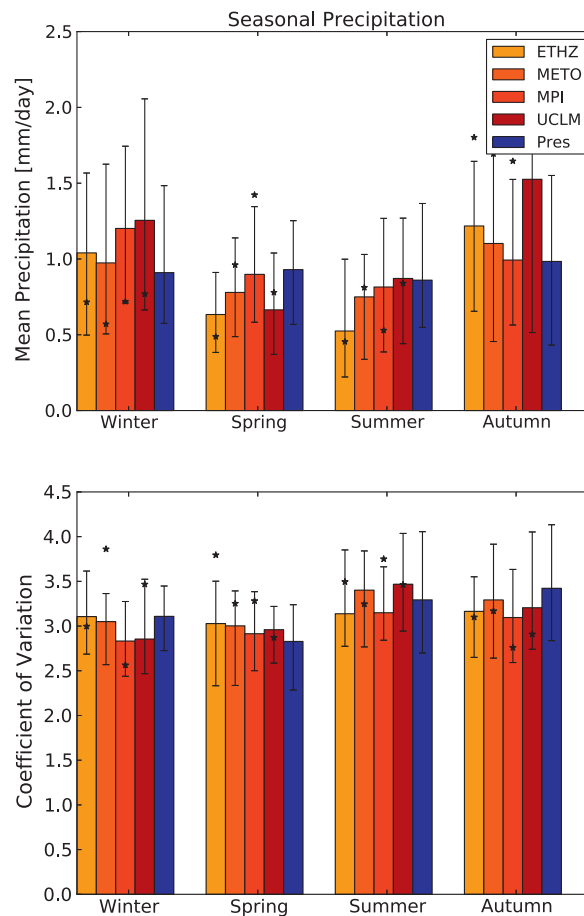 Seasonal Precipitation
Mean Precipitation [mm/day]
2.5
2.0
1.5
1.0
0.5
0.0
ETHZ
METO
MPI
UCLM
Pres
Winter Spring Summer Autumn
Coefficient of Variation
4.5
4.0
3.5
3.0
2.5
2.0
1.5
1.0
0.5
0.0
Winter Spring Summer Autumn